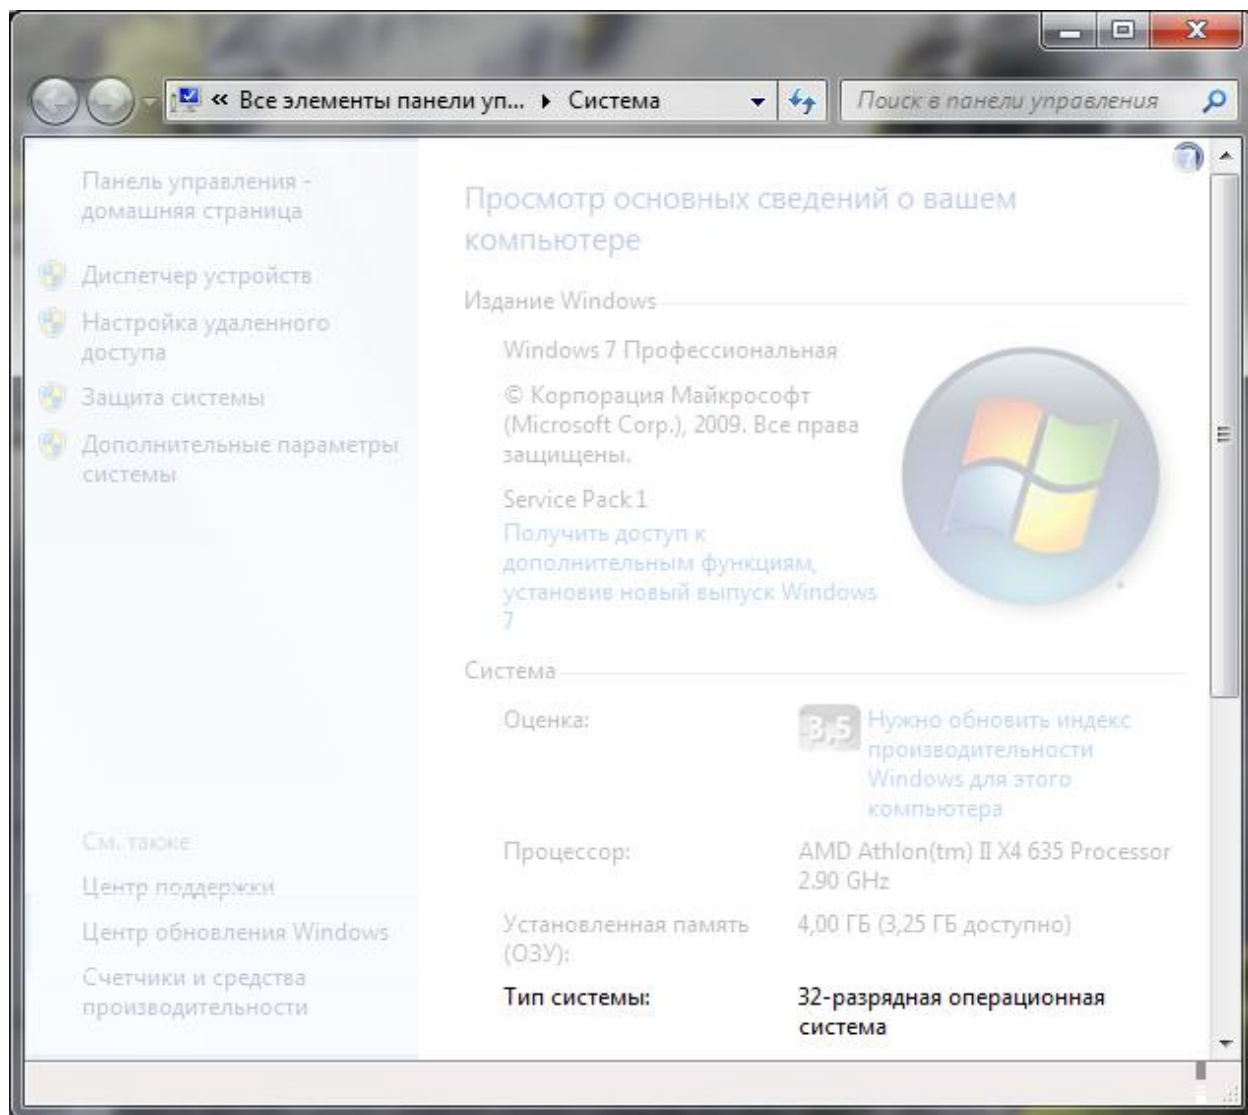 « Все элементы панели уп... Система
Поиск в панели управления
Панель управления -
домашняя страница
Диспетчер устройств
Настройка удаленного
доступа
Защита системы
Дополнительные параметры
системы
См. также
Центр поддержки
Центр обновления Windows
Счетчики и средства
производительности
Просмотр основных сведений о вашем
компьютере
Издание Windows
Windows 7 Профессиональная
© Корпорация Майкрософт
(Microsoft Corp.), 2009. Все права
защищены.
Service Pack 1
Получить доступ к
дополнительным функциям,
установив новый выпуск Windows
7
Система
Оценка:
3,5
Нужно обновить индекс
производительности
Windows для этого
компьютера
Процессор:
AMD Athlon(tm) II X4 635 Processor
2.90 GHz
Установленная память
(ОЗУ):
4,00 ГБ (3,25 ГБ доступно)
Тип системы:
32-разрядная операционная
система